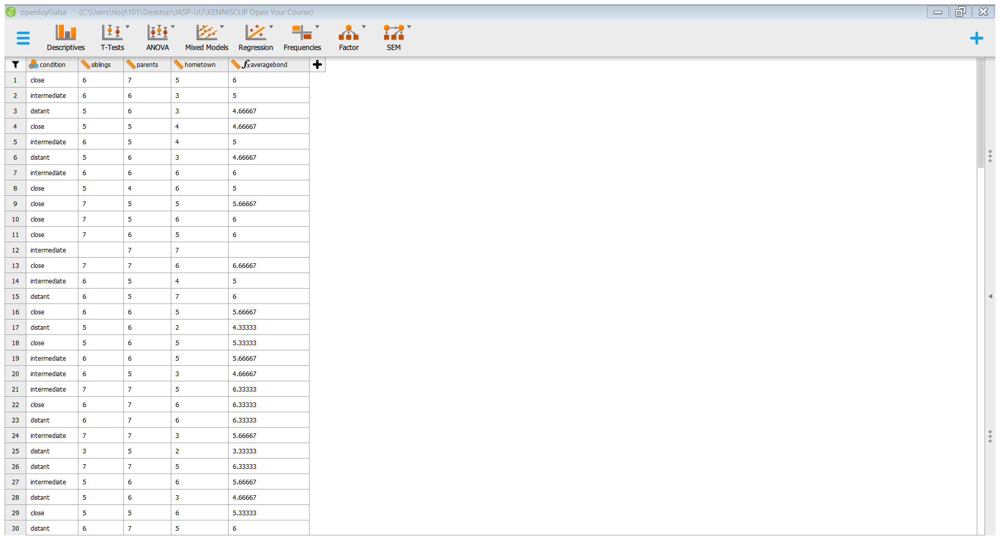 openJoyGaba (C:\Users\hoijt101\Desktop\JASP-UU\KENNISCLIP Open Your Course)
Descriptives T-Tests ANOVA Mixed Models Regression Frequencies Factor SEM
condition siblings parents hometown fx averagebond
1 close 6 7 5 6
2 intermediate 6 6 3 5
3 distant 5 6 3 4.66667
4 close 5 5 4 4.66667
5 intermediate 6 5 4 5
6 distant 5 6 3 4.66667
7 intermediate 6 6 6 6
8 close 5 4 6 5
9 close 7 5 5 5.66667
10 close 7 5 6 6
11 close 7 6 5 6
12 intermediate 7 7
13 close 7 7 6 6.66667
14 intermediate 6 5 4 5
15 distant 6 5 7 6
16 close 6 6 5 5.66667
17 distant 5 6 2 4.33333
18 close 5 6 5 5.33333
19 intermediate 6 6 5 5.66667
20 intermediate 6 5 3 4.66667
21 intermediate 7 7 5 6.33333
22 close 6 7 6 6.33333
23 distant 6 7 6 6.33333
24 intermediate 7 7 3 5.66667
25 distant 3 5 2 3.33333
26 distant 7 7 5 6.33333
27 intermediate 5 6 6 5.66667
28 distant 5 6 3 4.66667
29 close 5 5 6 5.33333
30 distant 6 7 5 6